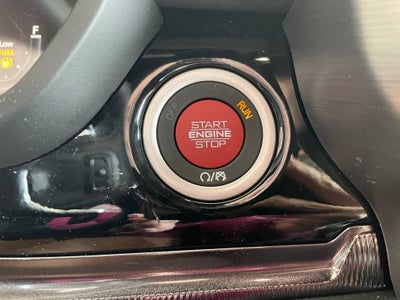 F
Low
FUEL
OFF RUN
START
ENGINE
STOP